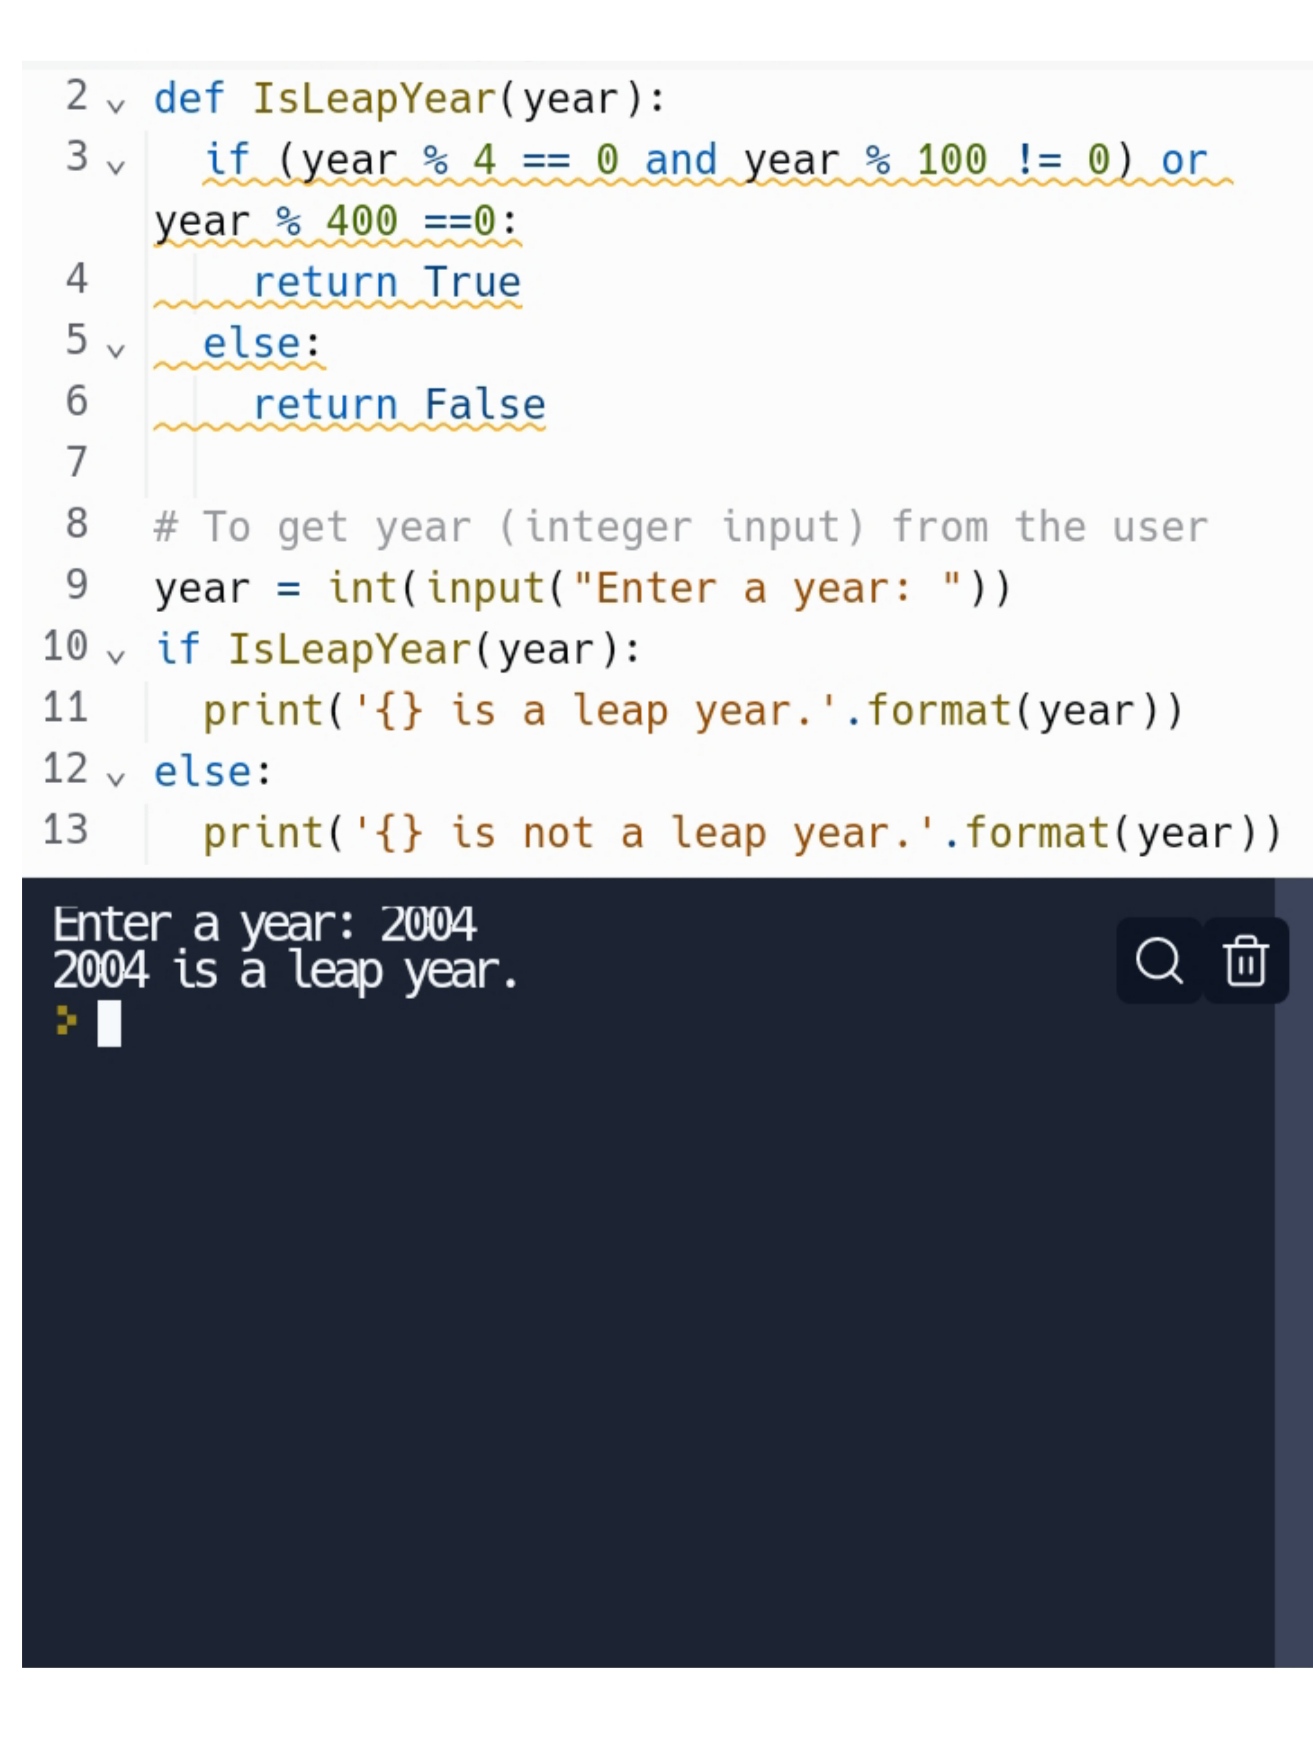 2 def IsLeapYear(year):
3 if (year % 4 == 0 and year % 100 != 0) or
year % 400 ==0:
4 return True
5 else:
6 return False
7
8 # To get year (integer input) from the user
9 year = int(input("Enter a year: "))
10 if IsLeapYear(year):
11 print('{} is a leap year.'.format(year))
12 else:
13 print('{} is not a leap year.'.format(year))
Enter a year: 2004
2004 is a leap year.